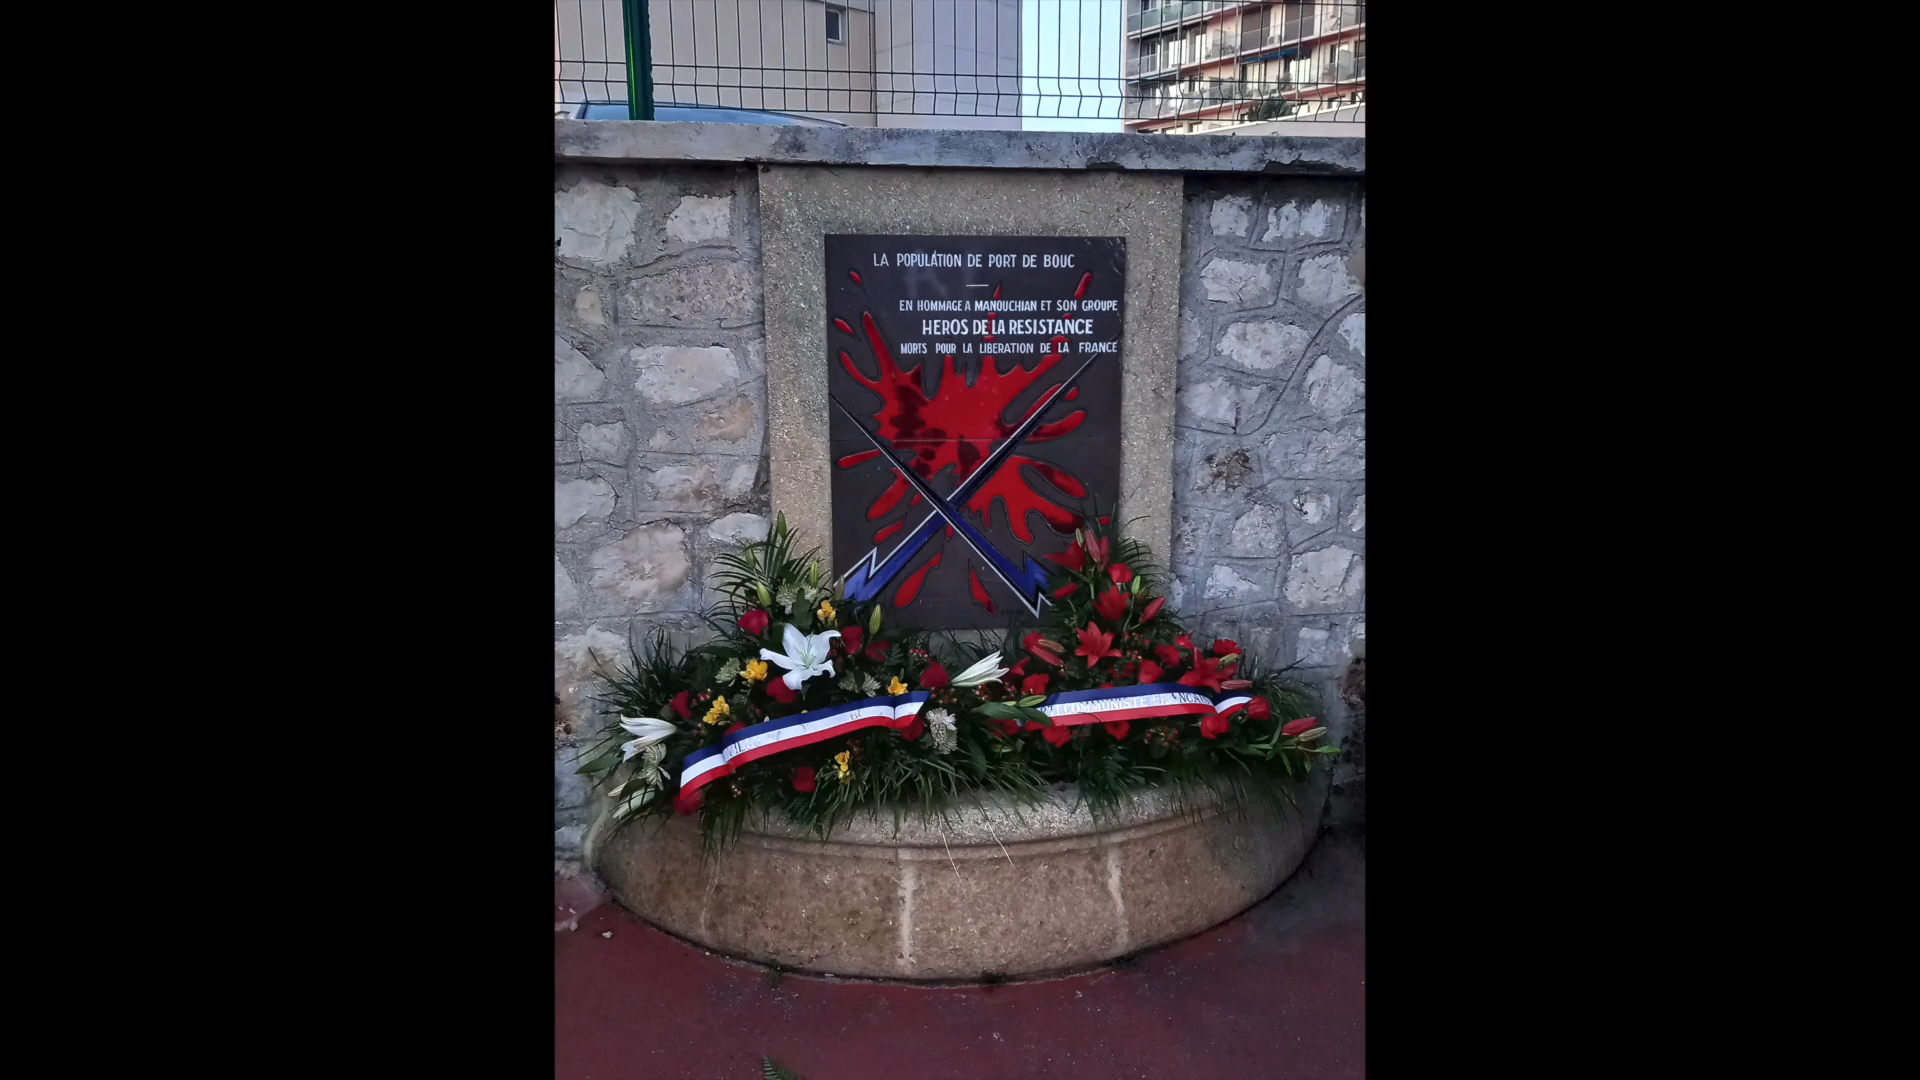 LA POPULATION DE PORT DE BOUC
EN HOMMAGE A MANOUCHIAN ET SON GROUPE
HEROS DE LA RESISTANCE
MORTS POUR LA LIBERATION DE LA FRANCE
COMMUNISTE